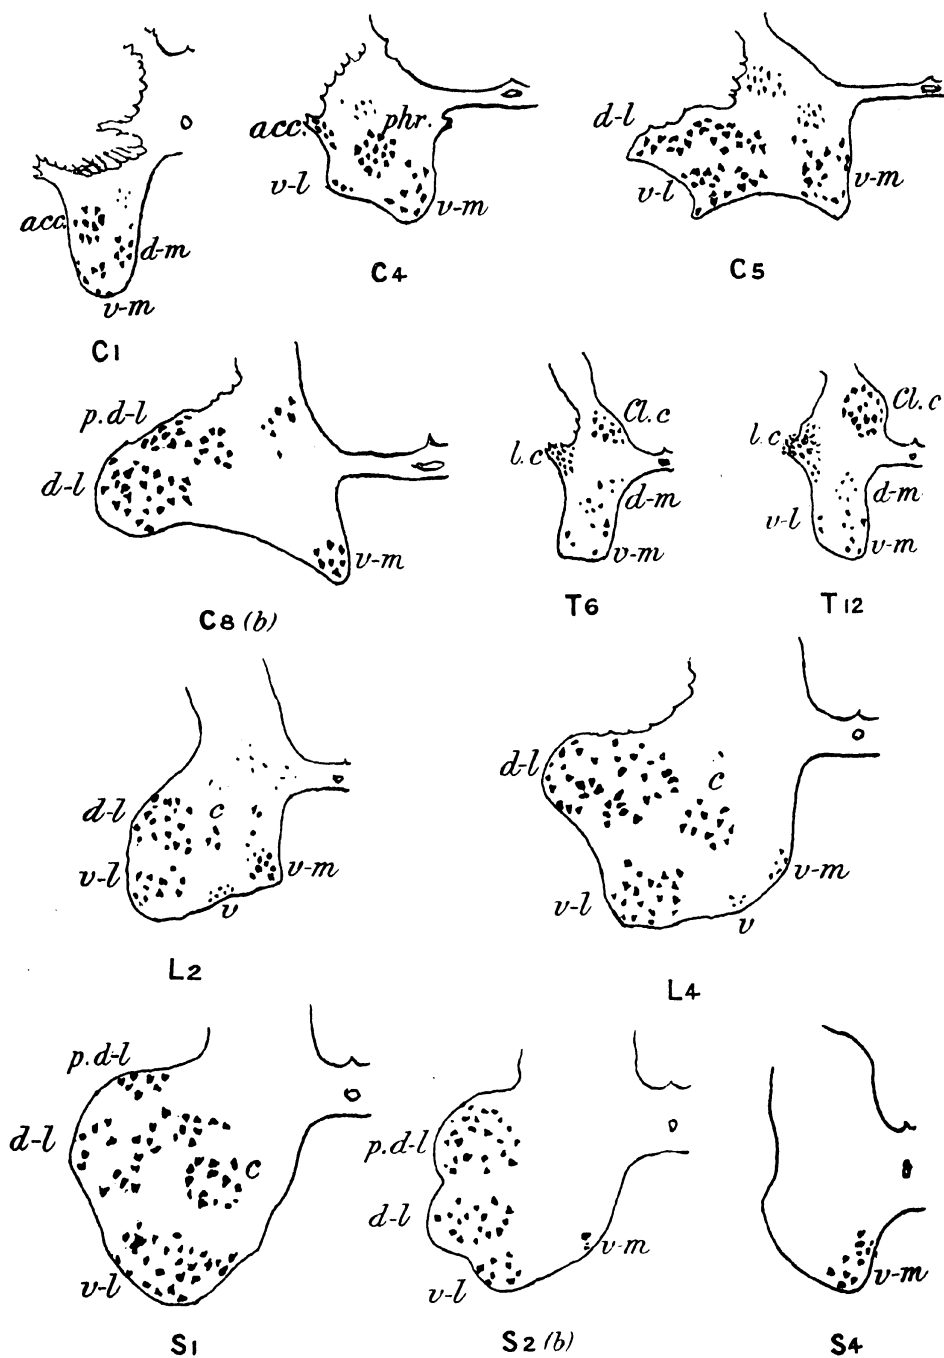 acc.
d-m
v-m
C1
acc.
phr.
v-l
v-m
C4
d-l
v-l
v-m
C5
p.d-l
d-l
v-m
C8 (b)
Cl.c
l.c
d-m
v-m
T6
Cl.c
l.c
d-m
v-l
v-m
T12
d-l
c
v-l
v-m
v
L2
d-l
c
v-l
v-m
v
L4
p.d-l
d-l
c
v-l
S1
p.d-l
d-l
v-m
v-l
S2 (b)
v-m
S4